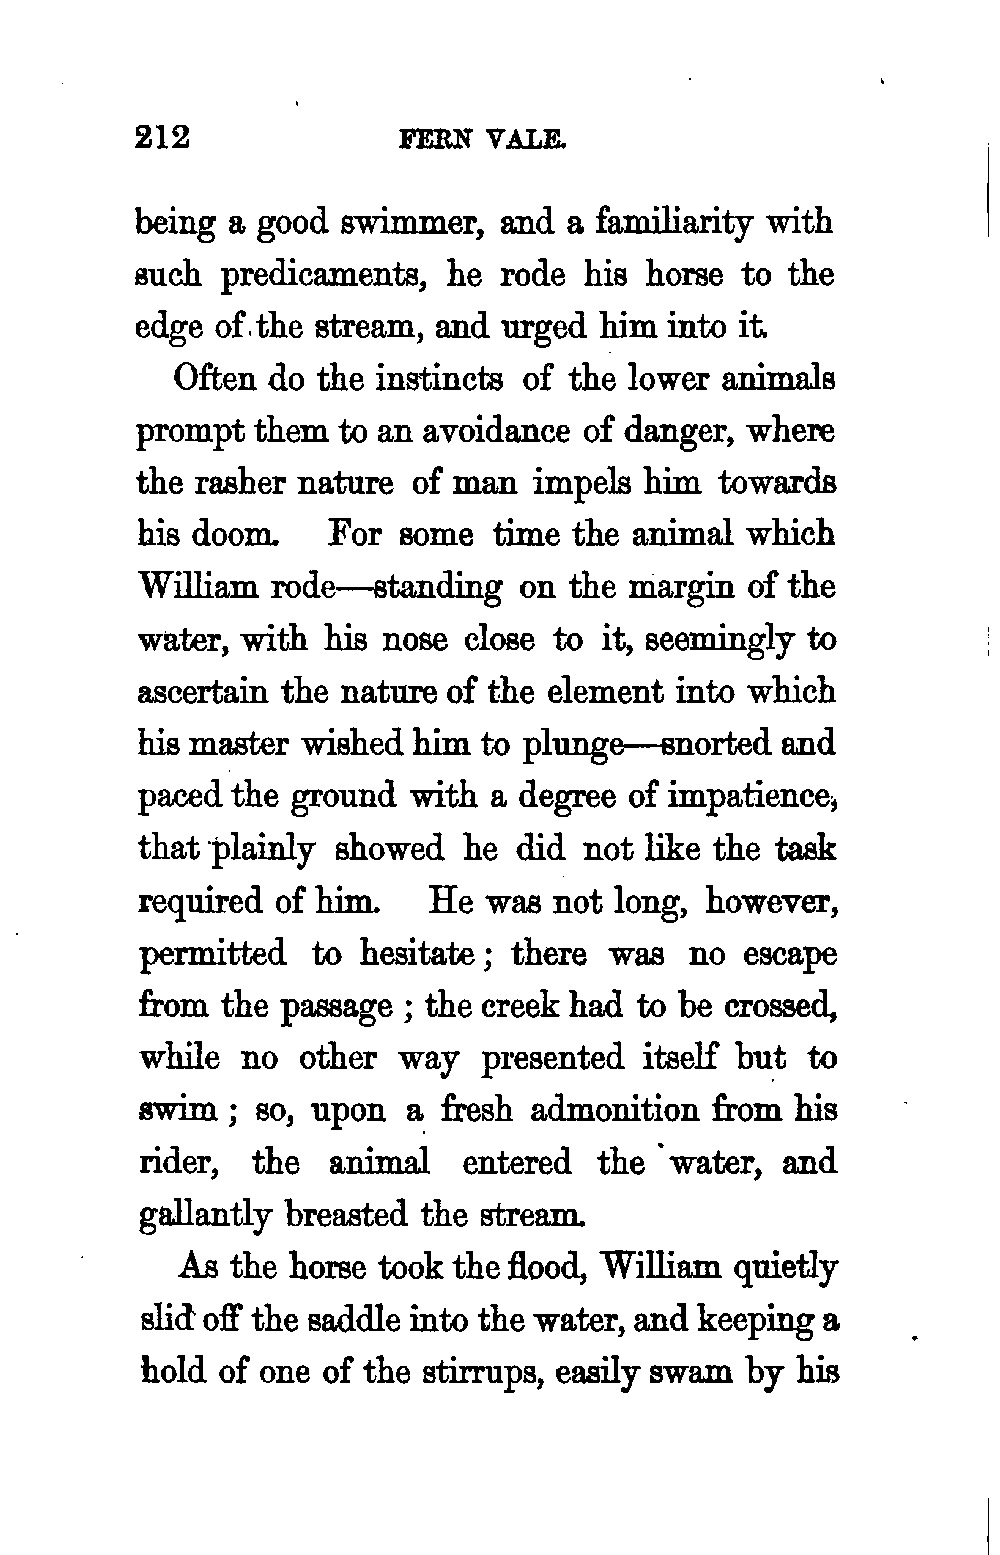 212 FERN VALE.
being a good swimmer, and a familiarity with
such predicaments, he rode his horse to the
edge of the stream, and urged him into it.
Often do the instincts of the lower animals
prompt them to an avoidance of danger, where
the rasher nature of man impels him towards
his doom. For some time the animal which
William rode—standing on the margin of the
water, with his nose close to it, seemingly to
ascertain the nature of the element into which
his master wished him to plunge—snorted and
paced the ground with a degree of impatience,
that plainly showed he did not like the task
required of him. He was not long, however,
permitted to hesitate; there was no escape
from the passage; the creek had to be crossed,
while no other way presented itself but to
swim; so, upon a fresh admonition from his
rider, the animal entered the water, and
gallantly breasted the stream.
As the horse took the flood, William quietly
slid off the saddle into the water, and keeping a
hold of one of the stirrups, easily swam by his